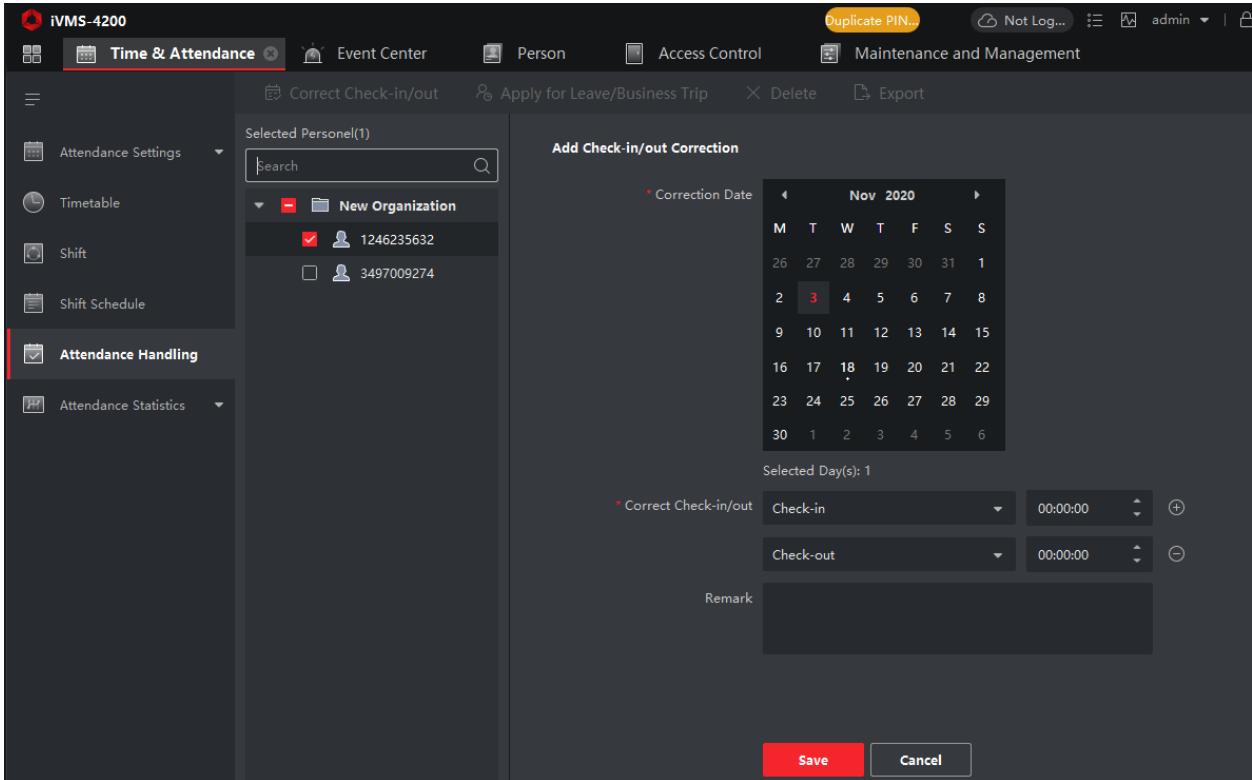 iVMS-4200
Duplicate PIN...
Not Log...
admin
Time & Attendance
Event Center
Person
Access Control
Maintenance and Management
Correct Check-in/out
Apply for Leave/Business Trip
Delete
Export
Attendance Settings
Timetable
Shift
Shift Schedule
Attendance Handling
Attendance Statistics
Selected Personel(1)
Search
New Organization
1246235632
3497009274
Add Check-in/out Correction
* Correction Date
Nov 2020
M T W T F S S
26 27 28 29 30 31 1
2 3 4 5 6 7 8
9 10 11 12 13 14 15
16 17 18 19 20 21 22
23 24 25 26 27 28 29
30 1 2 3 4 5 6
Selected Day(s): 1
* Correct Check-in/out
Check-in
00:00:00
Check-out
00:00:00
Remark
Save
Cancel